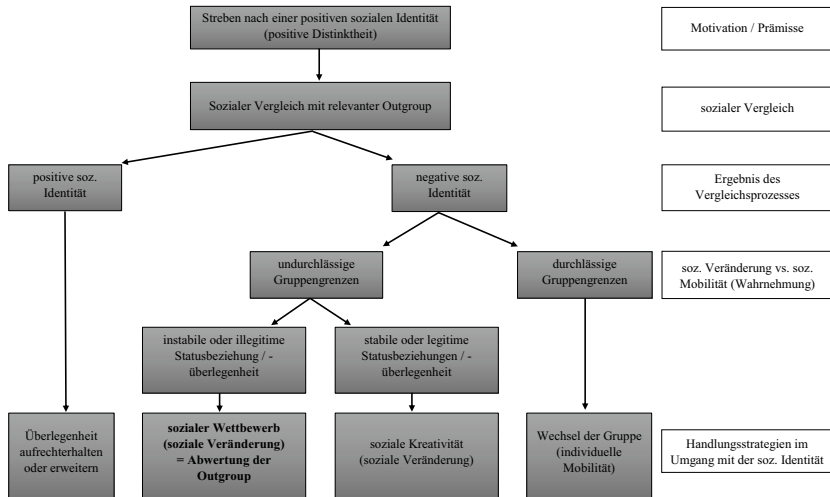 Streben nach einer positiven sozialen Identität
(positive Distinktheit)
Motivation / Prämisse
Sozialer Vergleich mit relevanter Outgroup
sozialer Vergleich
positive soz.
Identität
negative soz.
Identität
Ergebnis des
Vergleichsprozesses
undurchlässige
Gruppengrenzen
durchlässige
Gruppengrenzen
soz. Veränderung vs. soz.
Mobilität (Wahrnehmung)
instabile oder illegitime
Statusbeziehung / -
überlegenheit
stabile oder legitime
Statusbeziehungen / -
überlegenheit
Überlegenheit
aufrechterhalten
oder erweitern
sozialer Wettbewerb
(soziale Veränderung)
= Abwertung der
Outgroup
soziale Kreativität
(soziale Veränderung)
Wechsel der Gruppe
(individuelle
Mobilität)
Handlungsstrategien im
Umgang mit der soz. Identität